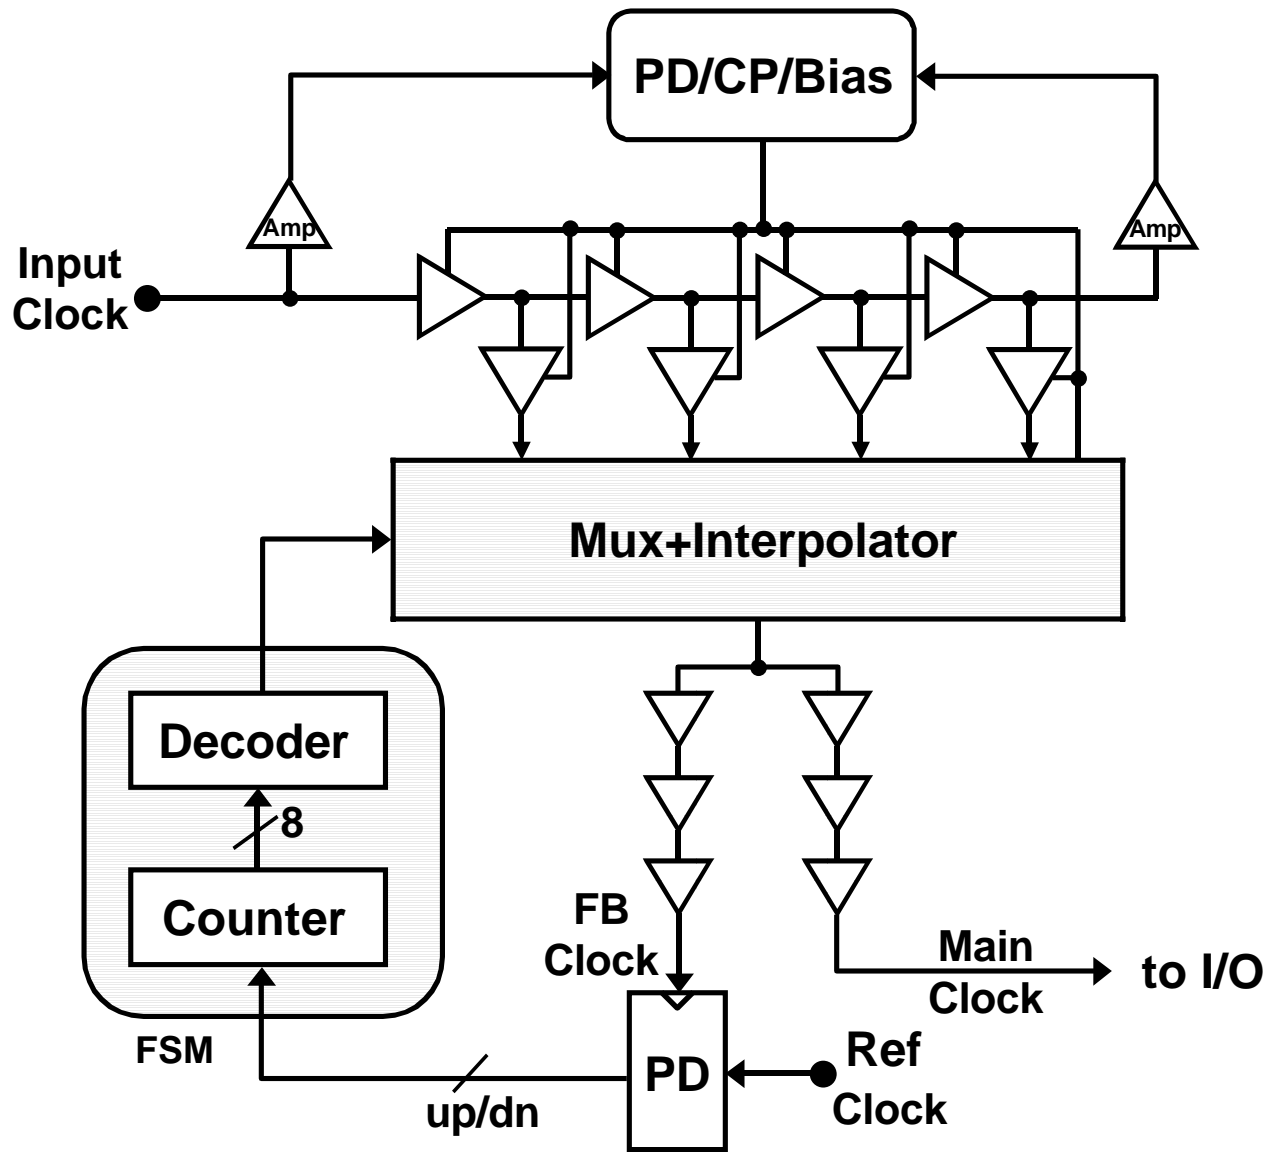 PD/CP/Bias
Amp
Amp
Input
Clock
Mux+Interpolator
Decoder
8
Counter
FSM
FB
Clock
Main
Clock
to I/O
PD
Ref
Clock
up/dn